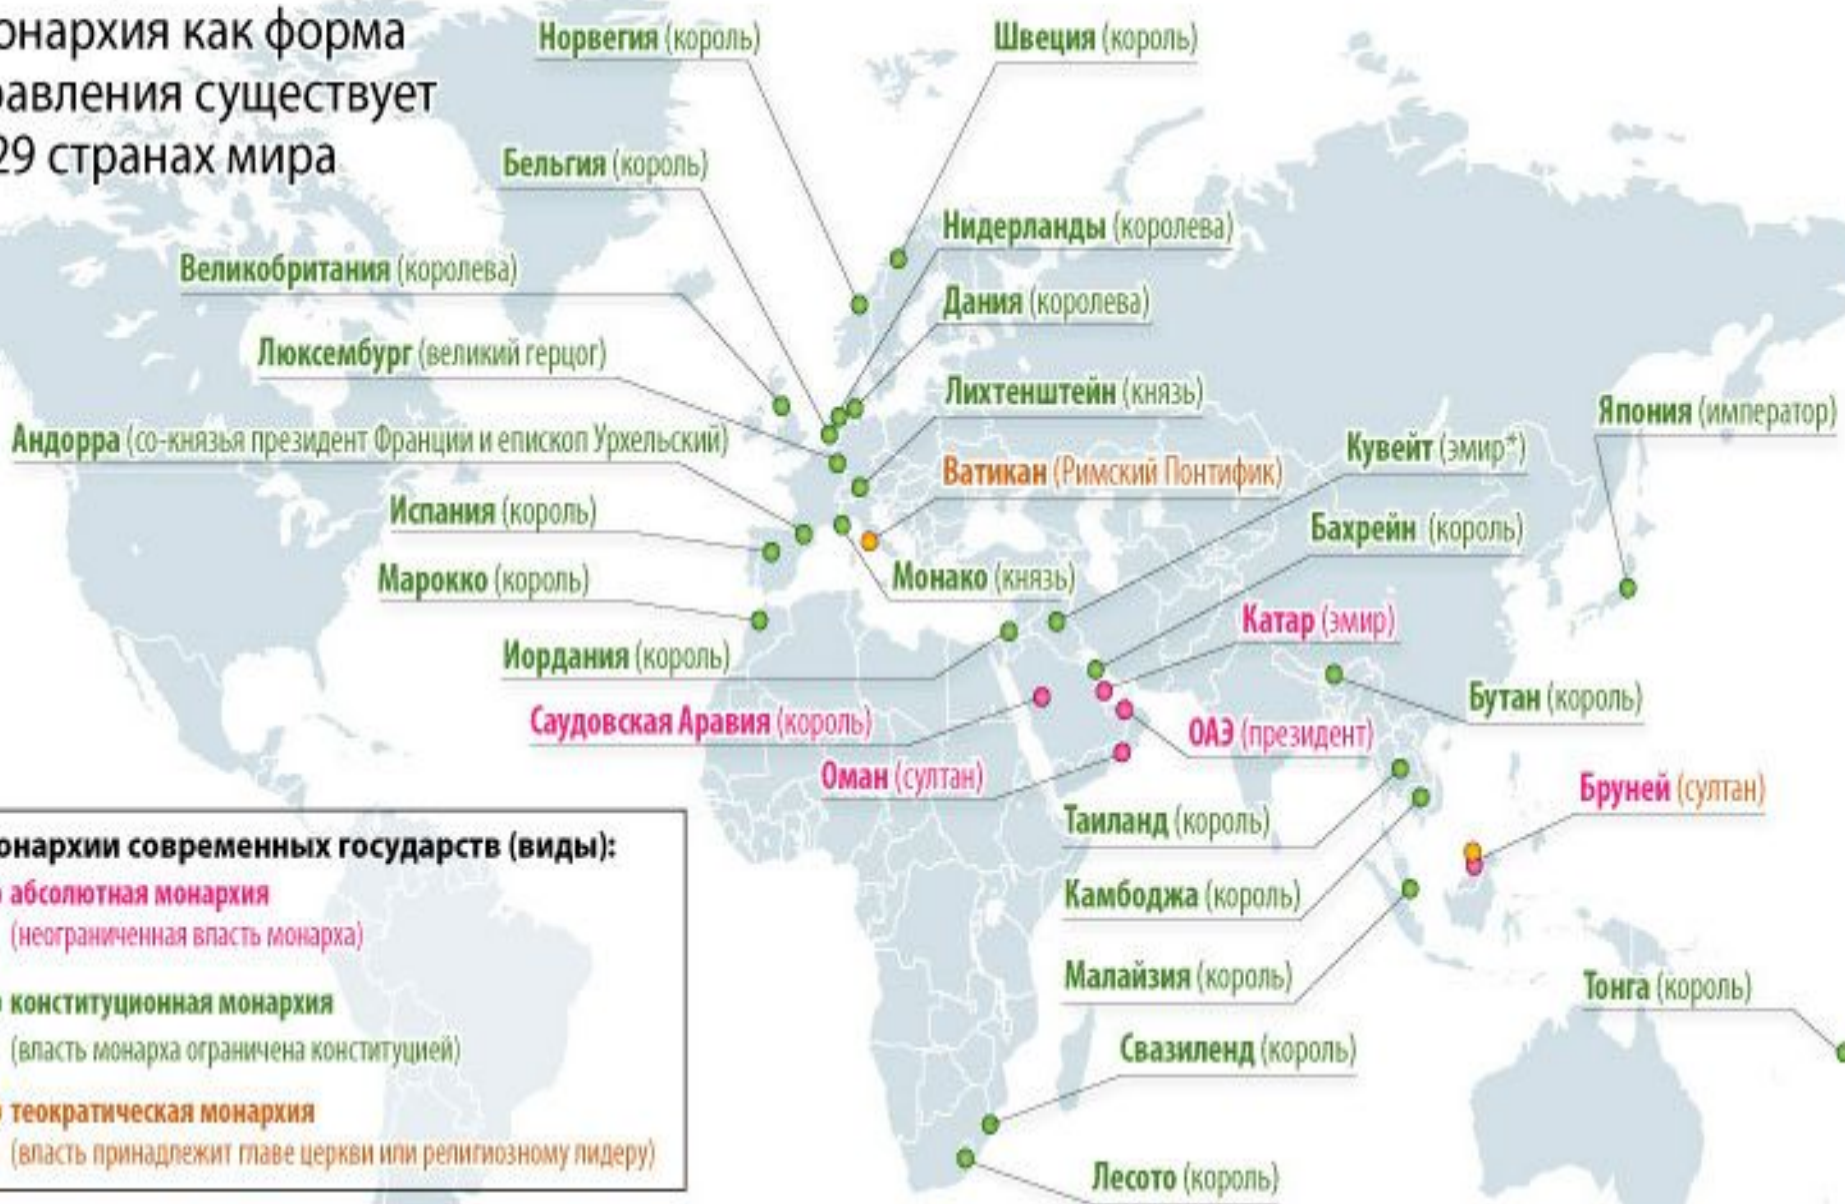 онархия как форма
равления существует
29 странах мира
Норвегия (король)
Швеция (король)
Бельгия (король)
Нидерланды (королева)
Великобритания (королева)
Дания (королева)
Люксембург (великий герцог)
Лихтенштейн (князь)
Япония (император)
Андорра (со-князья президент Франции и епископ Урхельский)
Кувейт (эмир*)
Ватикан (Римский Понтифик)
Испания (король)
Бахрейн (король)
Марокко (король)
Монако (князь)
Катар (эмир)
Иордания (король)
Бутан (король)
Саудовская Аравия (король)
ОАЭ (президент)
Оман (султан)
Бруней (султан)
Таиланд (король)
Камбоджа (король)
Малайзия (король)
Тонга (король)
Свазиленд (король)
Лесото (король)
онархии современных государств (виды):
абсолютная монархия
(неограниченная власть монарха)
конституционная монархия
(власть монарха ограничена конституцией)
теократическая монархия
(власть принадлежит главе церкви или религиозному лидеру)